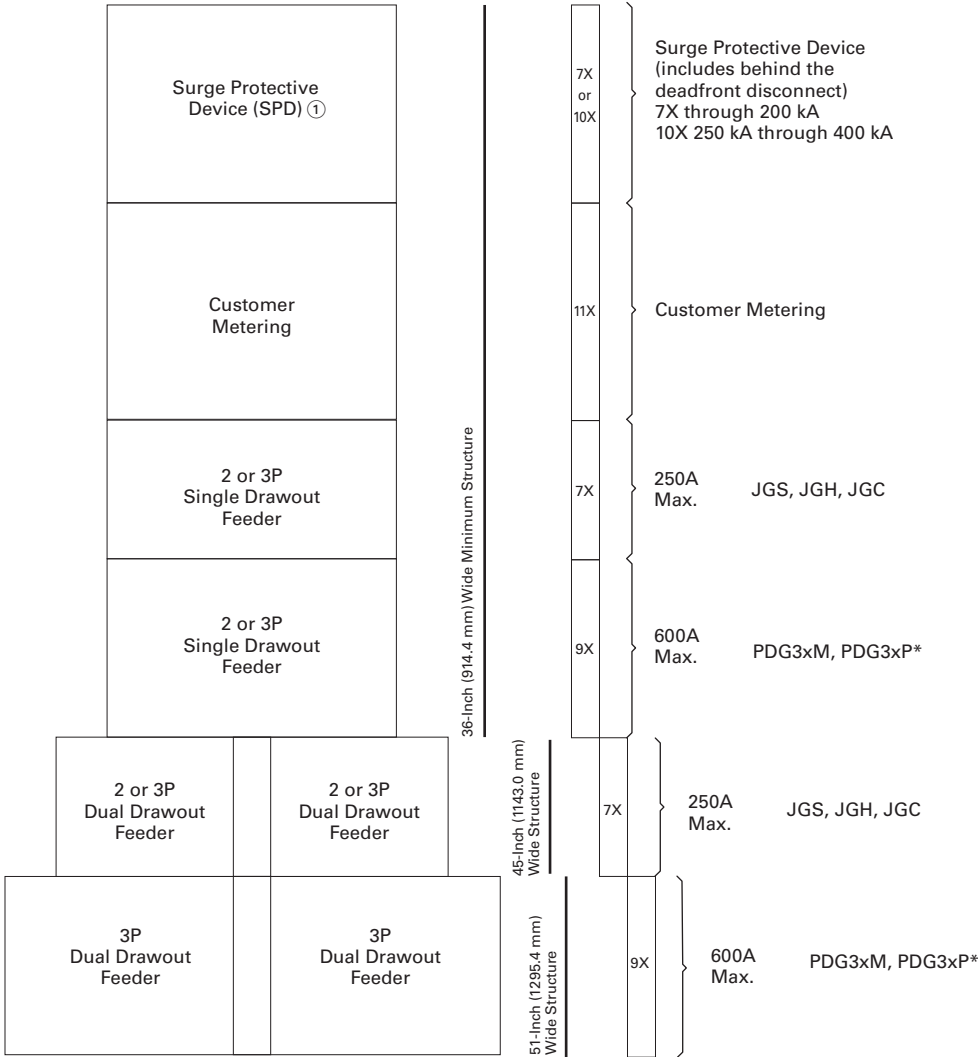 Surge Protective
Device (SPD) ①
7X
or
10X
Surge Protective Device
(includes behind the
deadfront disconnect)
7X through 200 kA
10X 250 kA through 400 kA
Customer
Metering
11X
Customer Metering
36-Inch (914.4 mm) Wide Minimum Structure
2 or 3P
Single Drawout
Feeder
7X
250A
Max.
JGS, JGH, JGC
2 or 3P
Single Drawout
Feeder
9X
600A
Max.
PDG3xM, PDG3xP*
2 or 3P
Dual Drawout
Feeder
2 or 3P
Dual Drawout
Feeder
45-Inch (1143.0 mm)
Wide Structure
7X
250A
Max.
JGS, JGH, JGC
3P
Dual Drawout
Feeder
3P
Dual Drawout
Feeder
51-Inch (1295.4 mm)
Wide Structure
9X
600A
Max.
PDG3xM, PDG3xP*